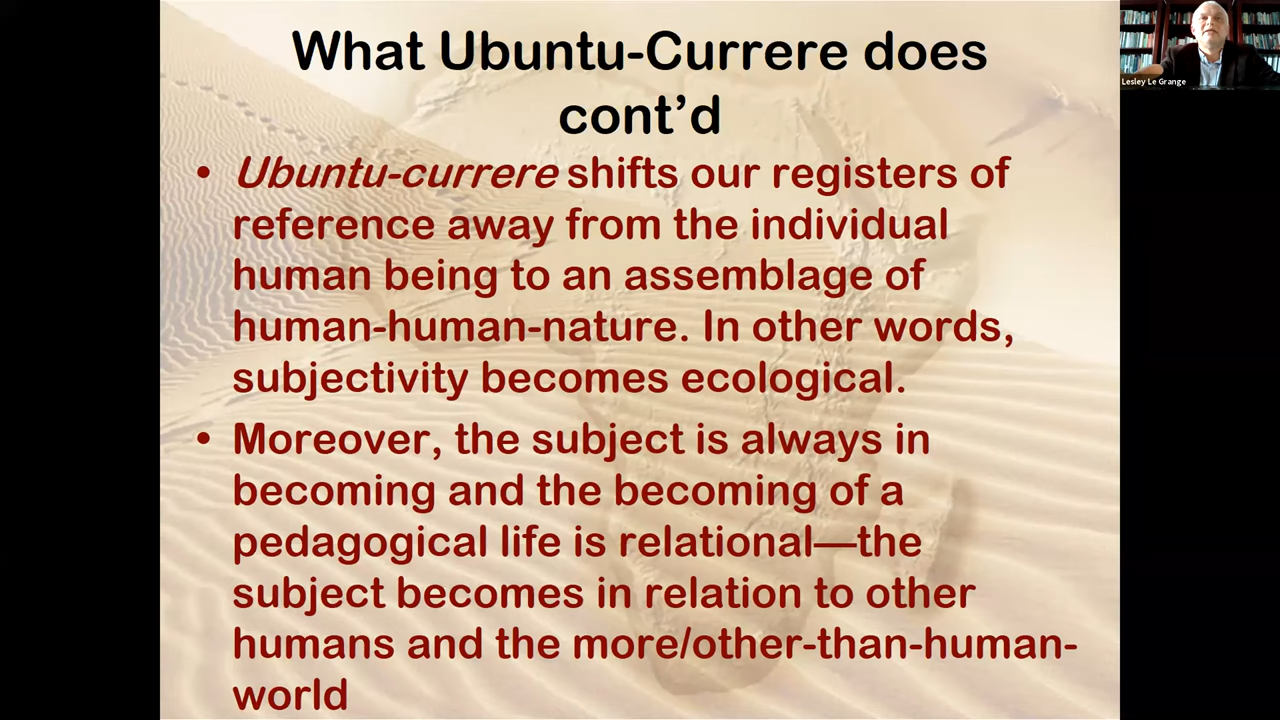 What Ubuntu-Currere does
cont’d
• Ubuntu-currere shifts our registers of
reference away from the individual
human being to an assemblage of
human-human-nature. In other words,
subjectivity becomes ecological.
• Moreover, the subject is always in
becoming and the becoming of a
pedagogical life is relational—the
subject becomes in relation to other
humans and the more/other-than-human-
world
Lesley Le Grange